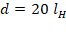 d = 20 l_H